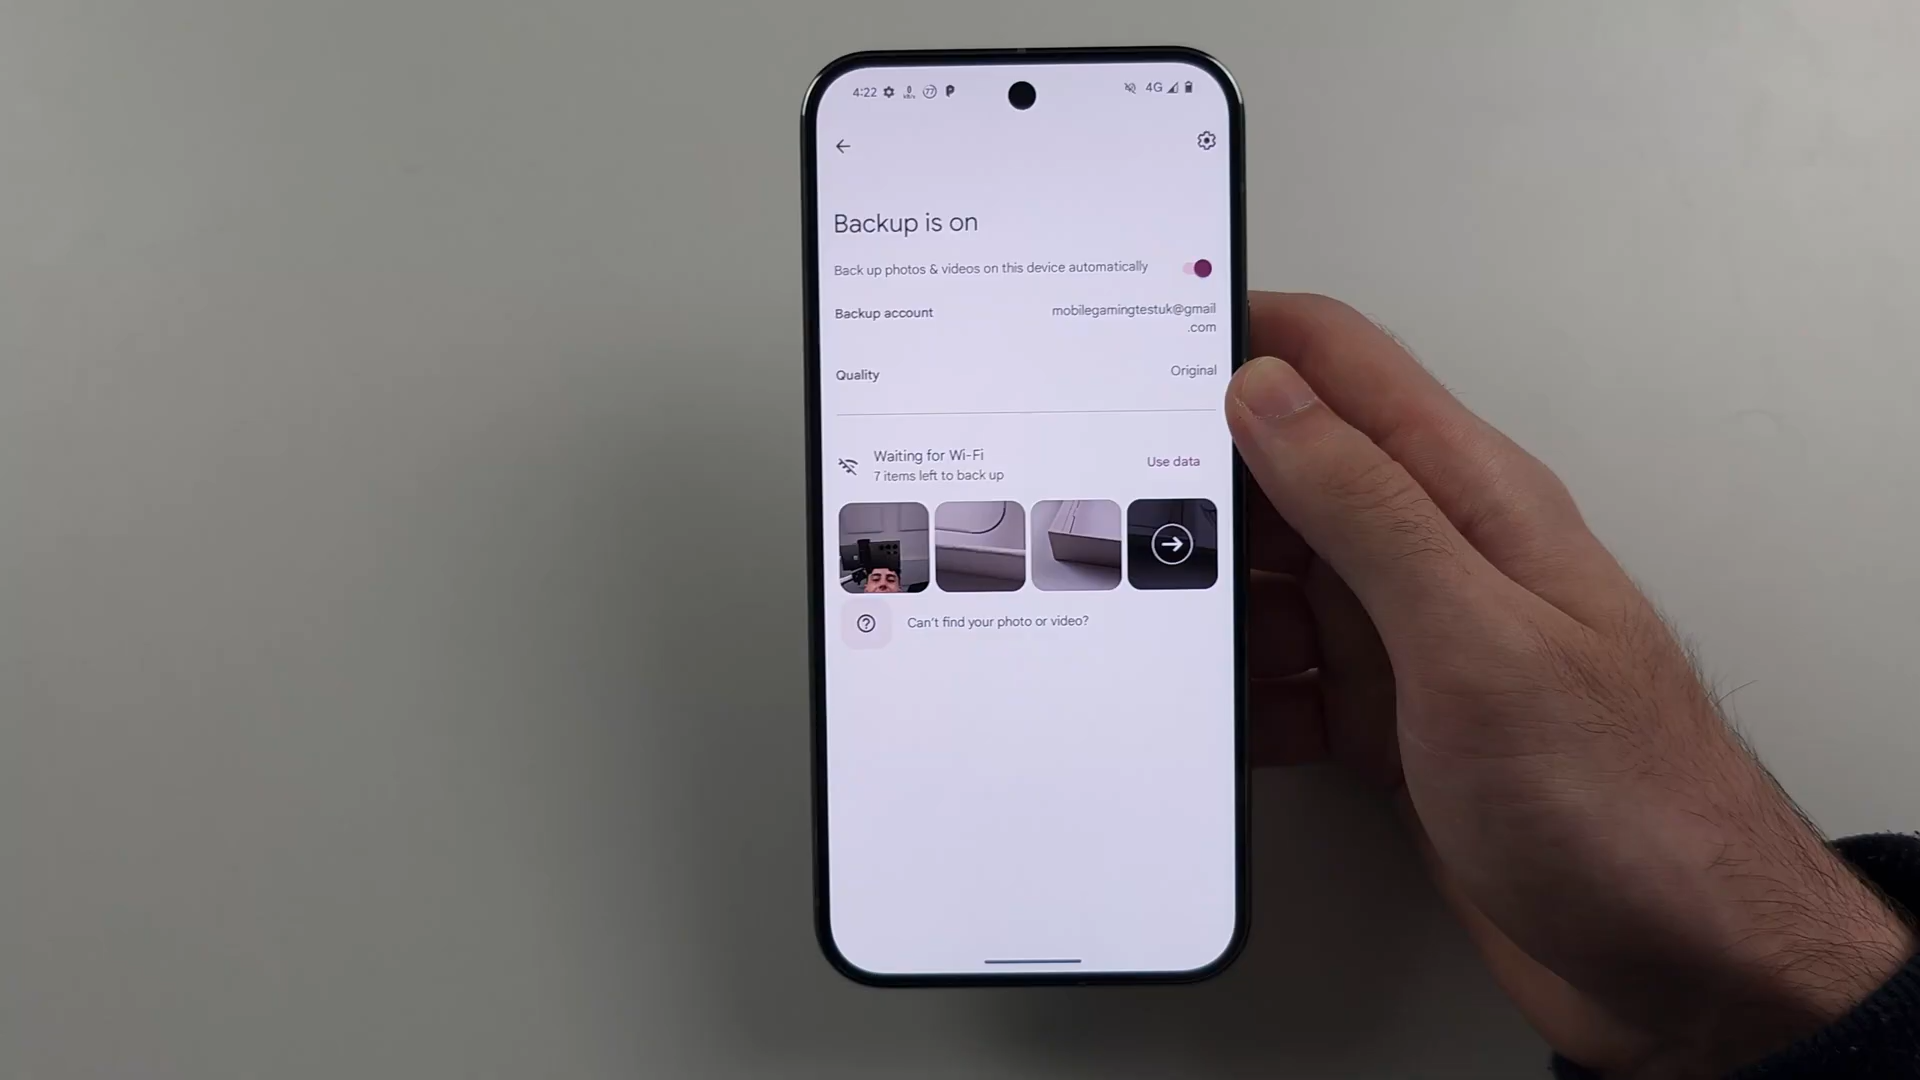 4:22 77 4G
Backup is on
Back up photos & videos on this device automatically
Backup account mobilegamingtestuk@gmail
.com
Quality Original
Waiting for Wi-Fi
7 items left to back up
Use data
Can't find your photo or video?